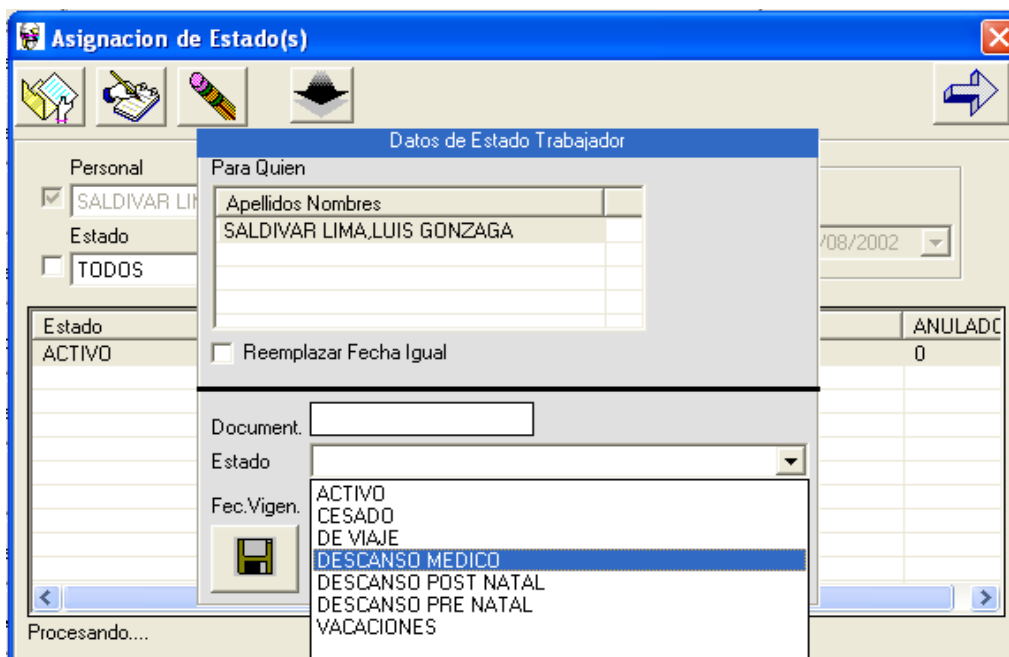 Asignacion de Estado(s)
Datos de Estado Trabajador
Personal
Para Quien
SALDIVAR LI
Apellidos Nombres
SALDIVAR LIMA,LUIS GONZAGA
Estado
/08/2002
TODOS
Estado
ANULADO
ACTIVO
0
Reemplazar Fecha Igual
Document.
Estado
Fec.Vigen.
ACTIVO
CESADO
DE VIAJE
DESCANSO MEDICO
DESCANSO POST NATAL
DESCANSO PRE NATAL
VACACIONES
Procesando....